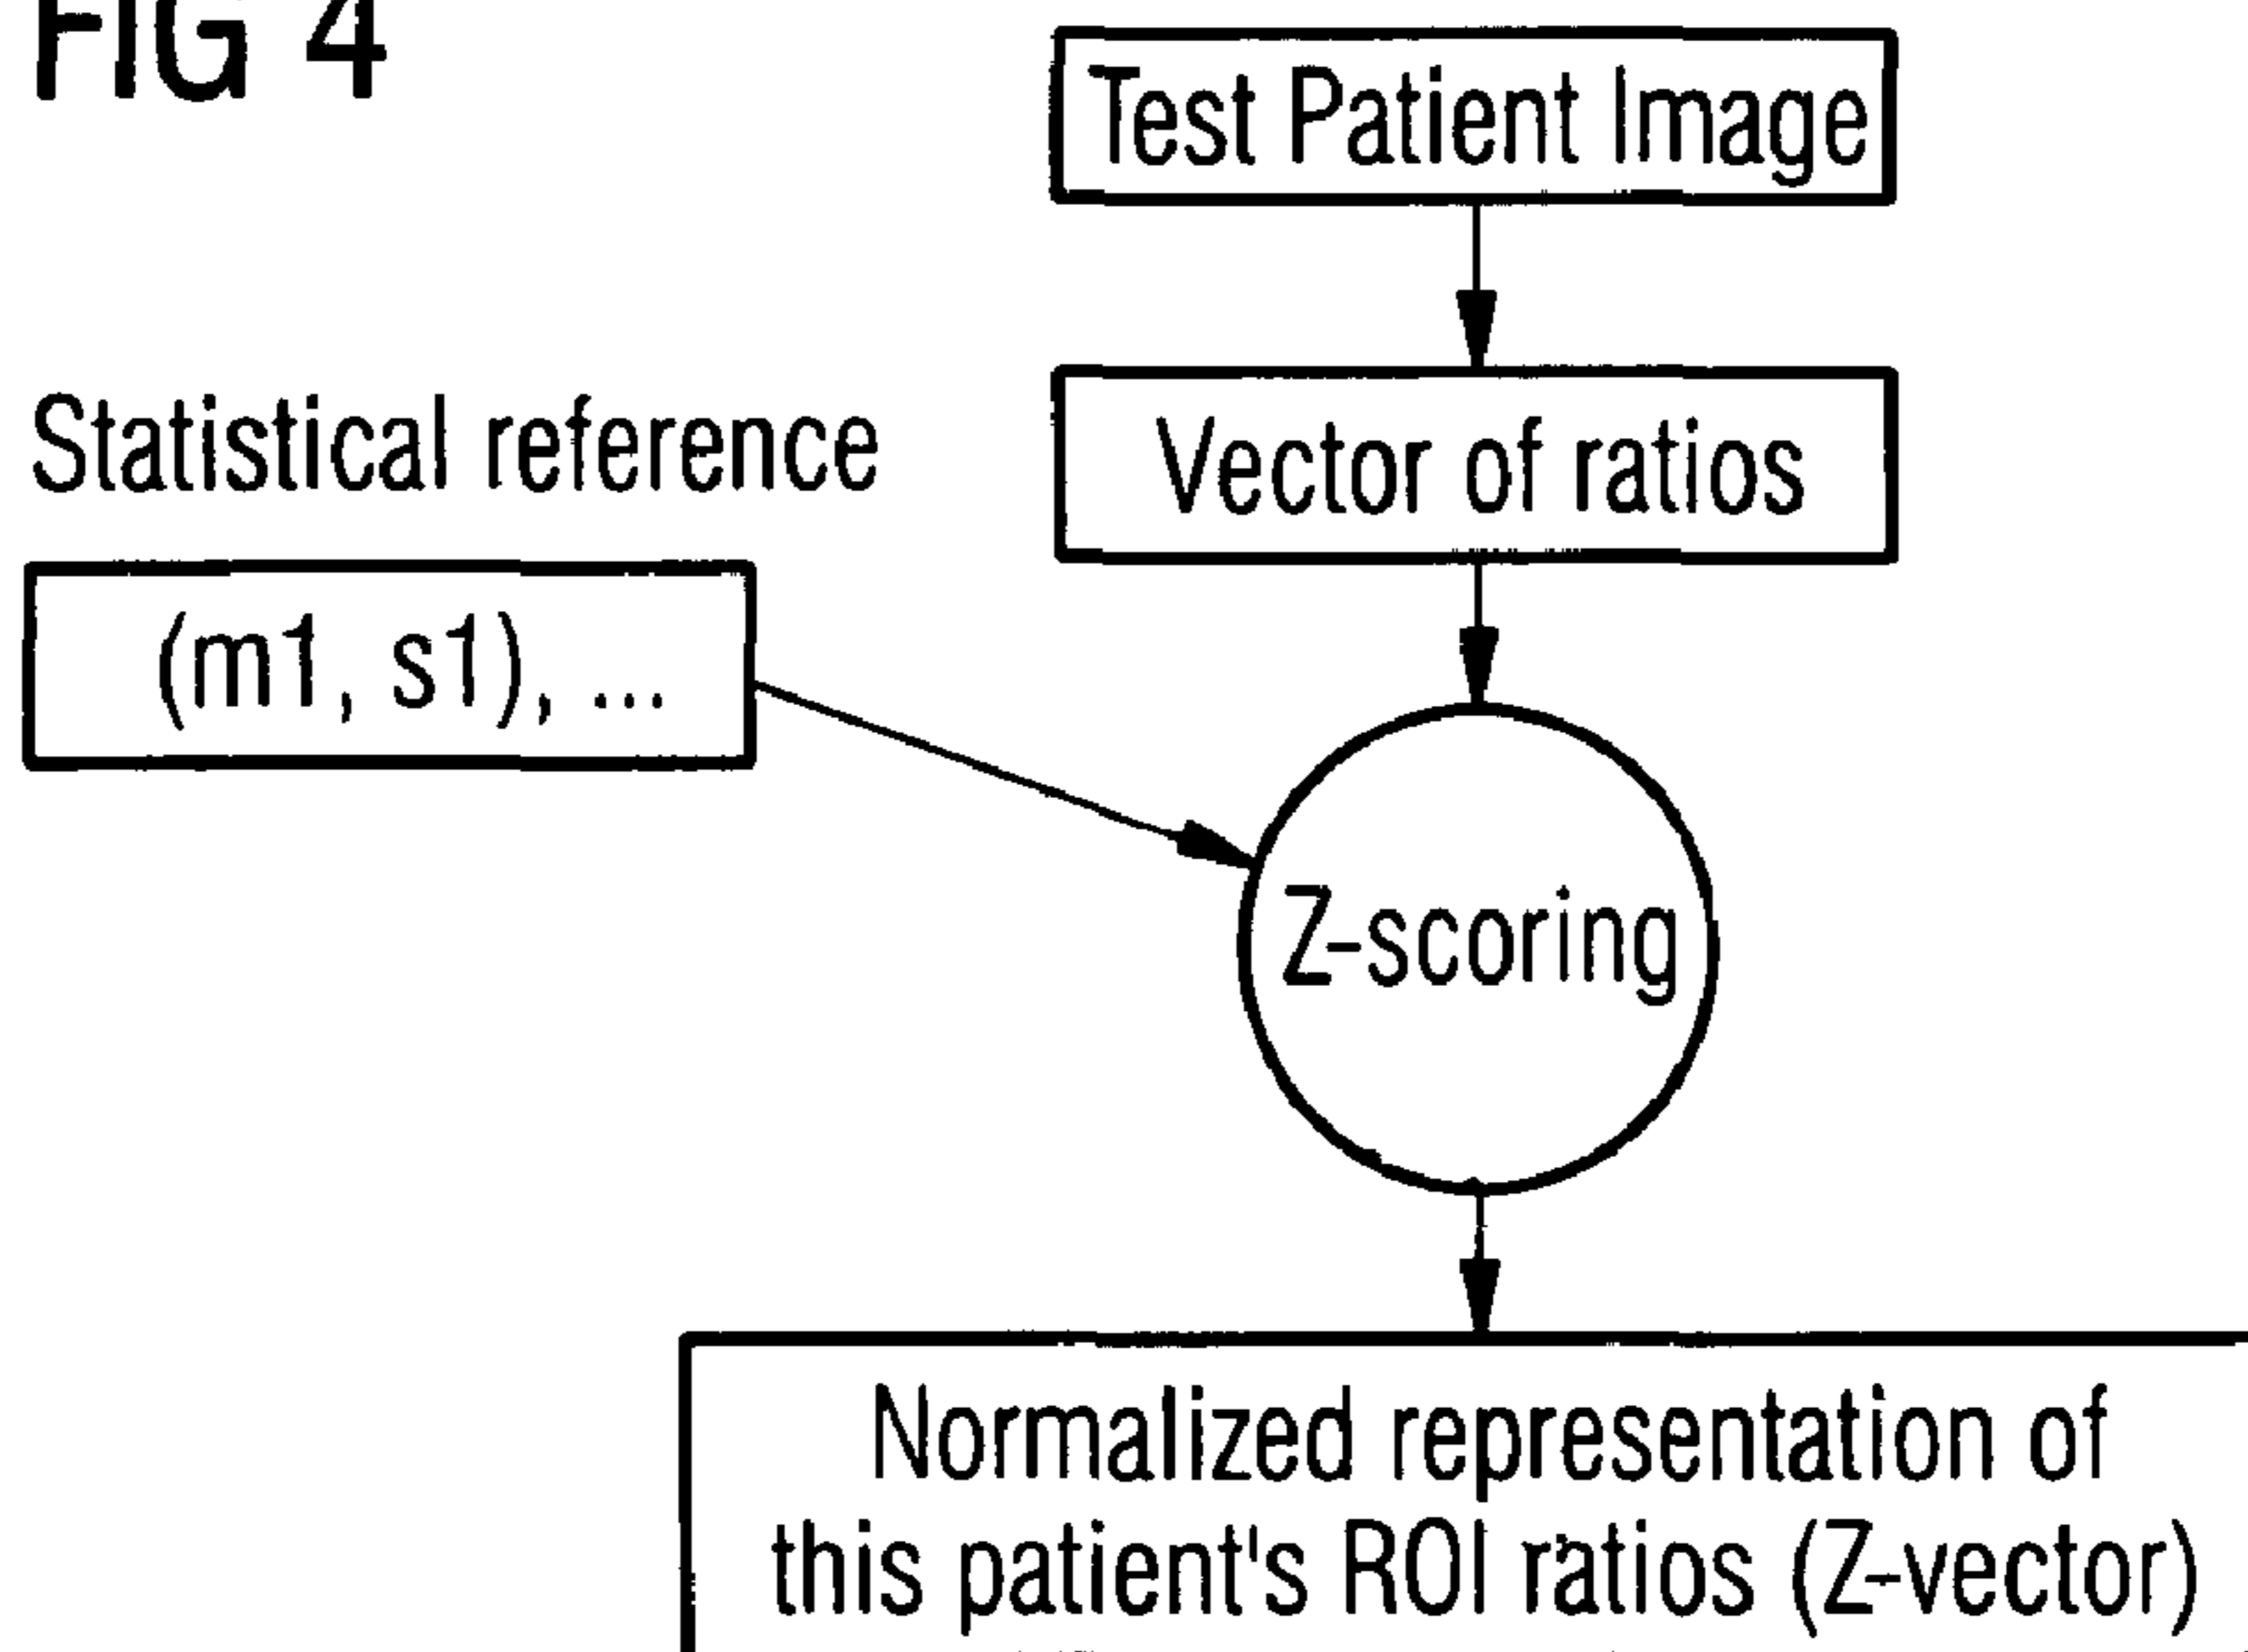 FIG 4
Test Patient Image
Statistical reference
Vector of ratios
(m1, s1), ...
Z-scoring
Normalized representation of
this patient's ROI ratios (Z-vector)